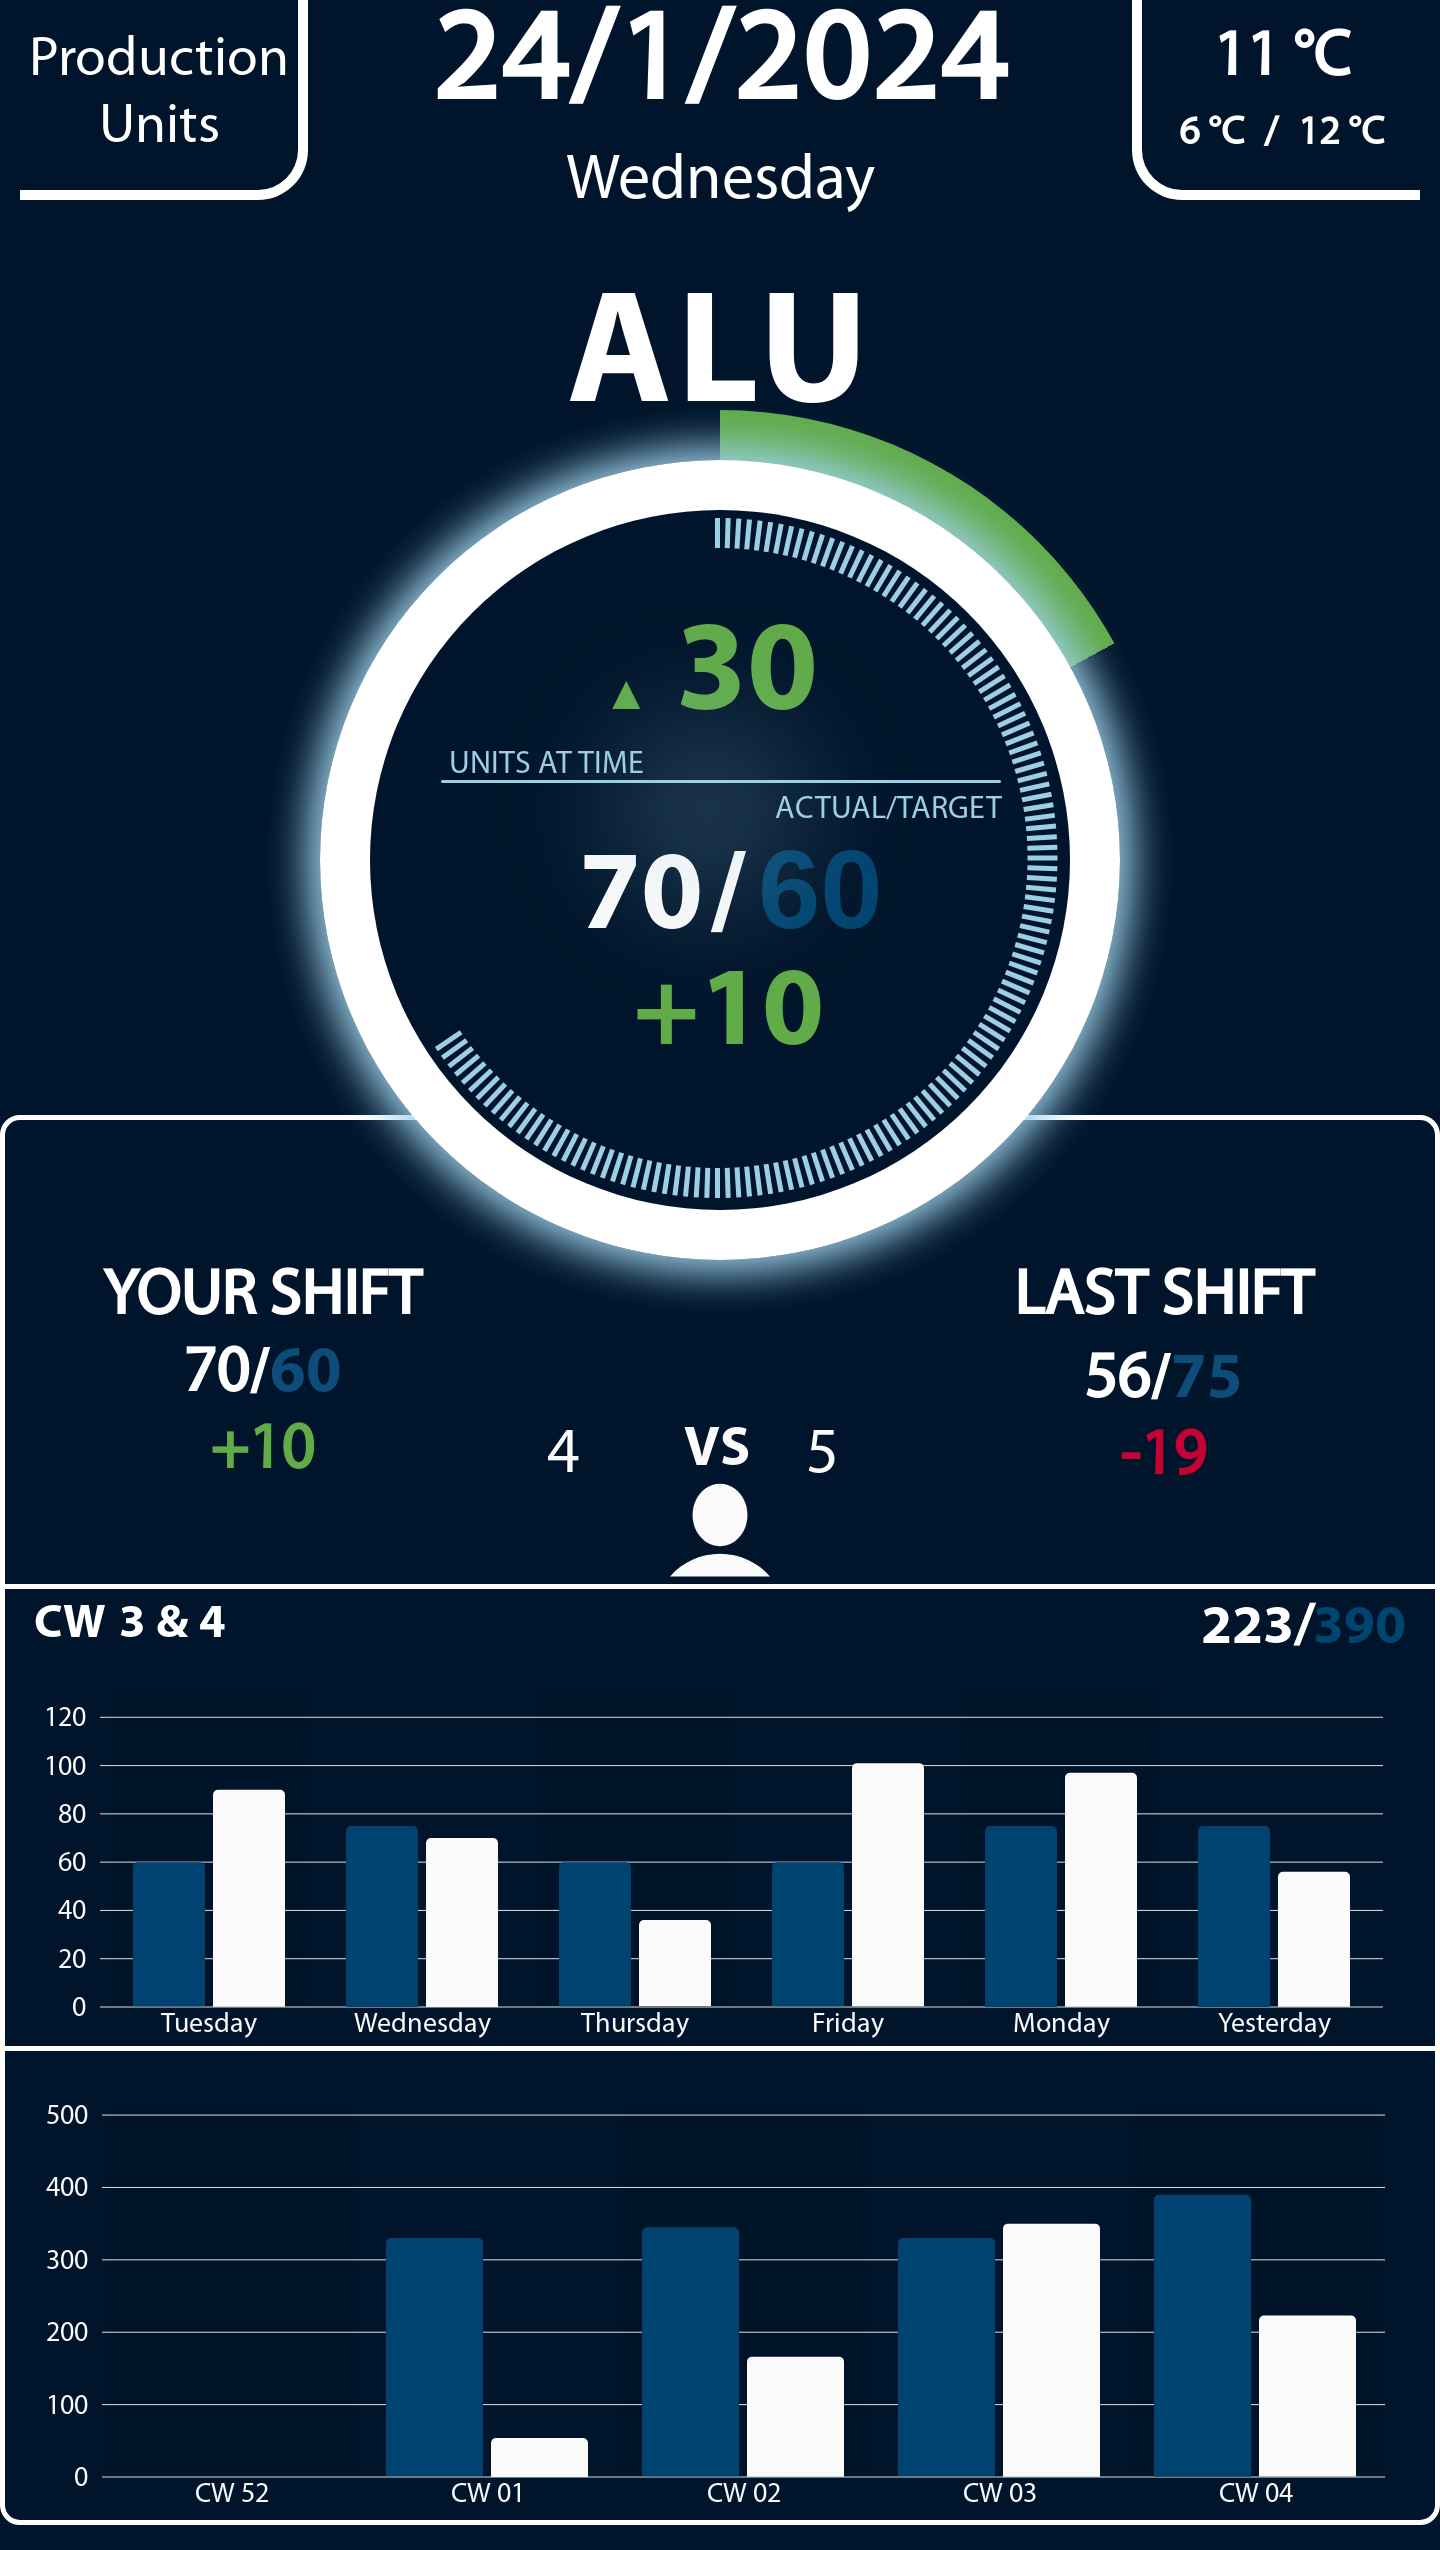 Production
Units
24/1/2024
Wednesday
11 °C
6 °C / 12 °C
ALU
▲ 30
UNITS AT TIME
ACTUAL/TARGET
70/60
+10
YOUR SHIFT
70/60
+10
4 VS 5
LAST SHIFT
56/75
-19
CW 3 & 4
223/390
120
100
80
60
40
20
0
Tuesday Wednesday Thursday Friday Monday Yesterday
500
400
300
200
100
0
CW 52 CW 01 CW 02 CW 03 CW 04